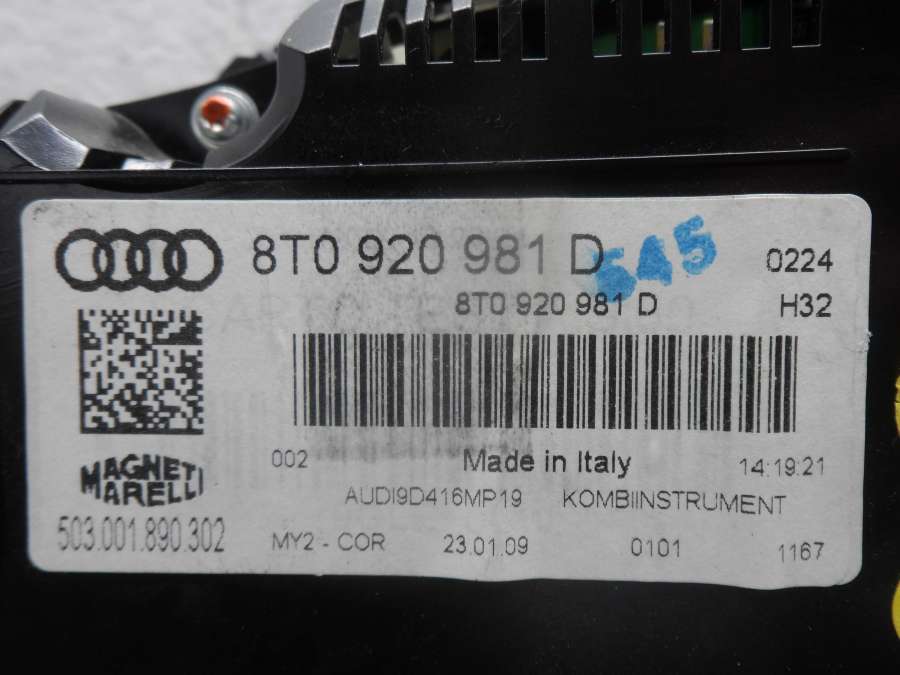 8T0 920 981 D 545 0224
8T0 920 981 D H32
002 Made in Italy 14:19:21
MAGNETI
MARELLI
AUDI9D416MP19 KOMBIINSTRUMENT
503.001.890.302 MY2 - COR 23.01.09 0101 1167